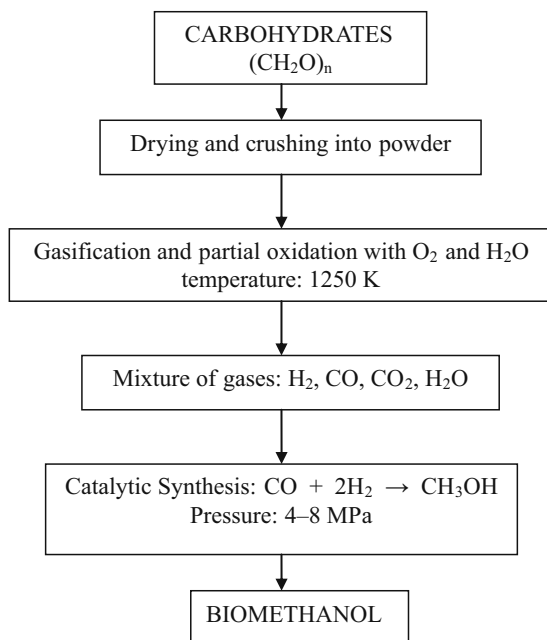 CARBOHYDRATES
(CH₂O)ₙ
Drying and crushing into powder
Gasification and partial oxidation with O₂ and H₂O
temperature: 1250 K
Mixture of gases: H₂, CO, CO₂, H₂O
Catalytic Synthesis: CO + 2H₂ → CH₃OH
Pressure: 4–8 MPa
BIOMETHANOL